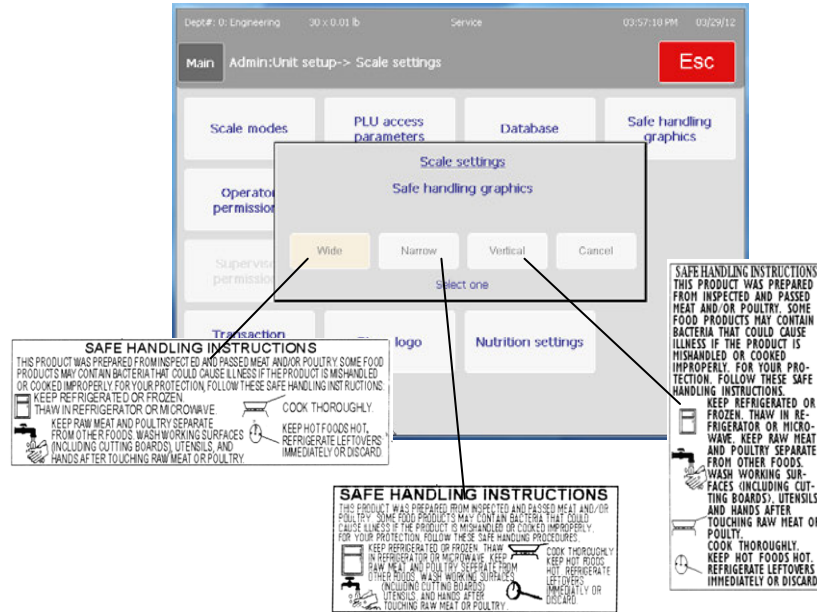 Dept#: 0: Engineering 30 x 0.01 lb Service 03:57:18 PM 03/29/12
Main Admin:Unit setup-> Scale settings Esc
Scale modes
PLU access
parameters
Database
Safe handling
graphics
Operator
permission
Scale settings
Safe handling graphics
Wide Narrow Vertical Cancel
Select one
Supervis
permission
Transaction
logo
Nutrition settings
SAFE HANDLING INSTRUCTIONS
THIS PRODUCT WAS PREPARED FROM INSPECTED AND PASSED MEAT AND/OR POULTRY. SOME FOOD
PRODUCTS MAY CONTAIN BACTERIA THAT COULD CAUSE ILLNESS IF THE PRODUCT IS MISHANDLED
OR COOKED IMPROPERLY. FOR YOUR PROTECTION, FOLLOW THESE SAFE HANDLING INSTRUCTIONS.
KEEP REFRIGERATED OR FROZEN.
THAW IN REFRIGERATOR OR MICROWAVE.
KEEP RAW MEAT AND POULTRY SEPARATE
FROM OTHER FOODS. WASH WORKING SURFACES
(INCLUDING CUTTING BOARDS), UTENSILS, AND
HANDS AFTER TOUCHING RAW MEAT OR POULTRY.
COOK THOROUGHLY.
KEEP HOT FOODS HOT.
REFRIGERATE LEFTOVERS
IMMEDIATELY OR DISCARD.
SAFE HANDLING INSTRUCTIONS
THIS PRODUCT WAS PREPARED FROM INSPECTED AND PASSED MEAT AND/OR
POULTRY. SOME FOOD PRODUCTS MAY CONTAIN BACTERIA THAT COULD
CAUSE ILLNESS IF THE PRODUCT IS MISHANDLED OR COOKED IMPROPERLY.
FOR YOUR PROTECTION, FOLLOW THESE SAFE HANDLING PROCEDURES.
KEEP REFRIGERATED OR FROZEN. THAW
IN REFRIGERATOR OR MICROWAVE. KEEP
RAW MEAT AND POULTRY SEPERATE FROM
OTHER FOODS. WASH WORKING SURFACES
(INCLUDING CUTTING BOARDS)
UTENSILS, AND HANDS AFTER
TOUCHING RAW MEAT OR POULTRY.
COOK THOROUGHLY
KEEP HOT FOODS
HOT. REFRIGERATE
LEFTOVERS
IMMEDIATLY OR
DISCARD.
SAFE HANDLING INSTRUCTIONS
THIS PRODUCT WAS PREPARED
FROM INSPECTED AND PASSED
MEAT AND/OR POULTRY. SOME
FOOD PRODUCTS MAY CONTAIN
BACTERIA THAT COULD CAUSE
ILLNESS IF THE PRODUCT IS
MISHANDLED OR COOKED
IMPROPERLY. FOR YOUR PRO-
TECTION. FOLLOW THESE SAFE
HANDLING INSTRUCTIONS.
KEEP REFRIGERATED OR
FROZEN. THAW IN RE-
FRIGERATOR OR MICRO-
WAVE. KEEP RAW MEAT
AND POULTRY SEPARATE
FROM OTHER FOODS.
WASH WORKING SUR-
FACES (INCLUDING CUT-
TING BOARDS), UTENSILS
AND HANDS AFTER
TOUCHING RAW MEAT OR
POULTY.
COOK THOROUGHLY.
KEEP HOT FOODS HOT.
REFRIGERATE LEFTOVERS
IMMEDIATELY OR DISCARD